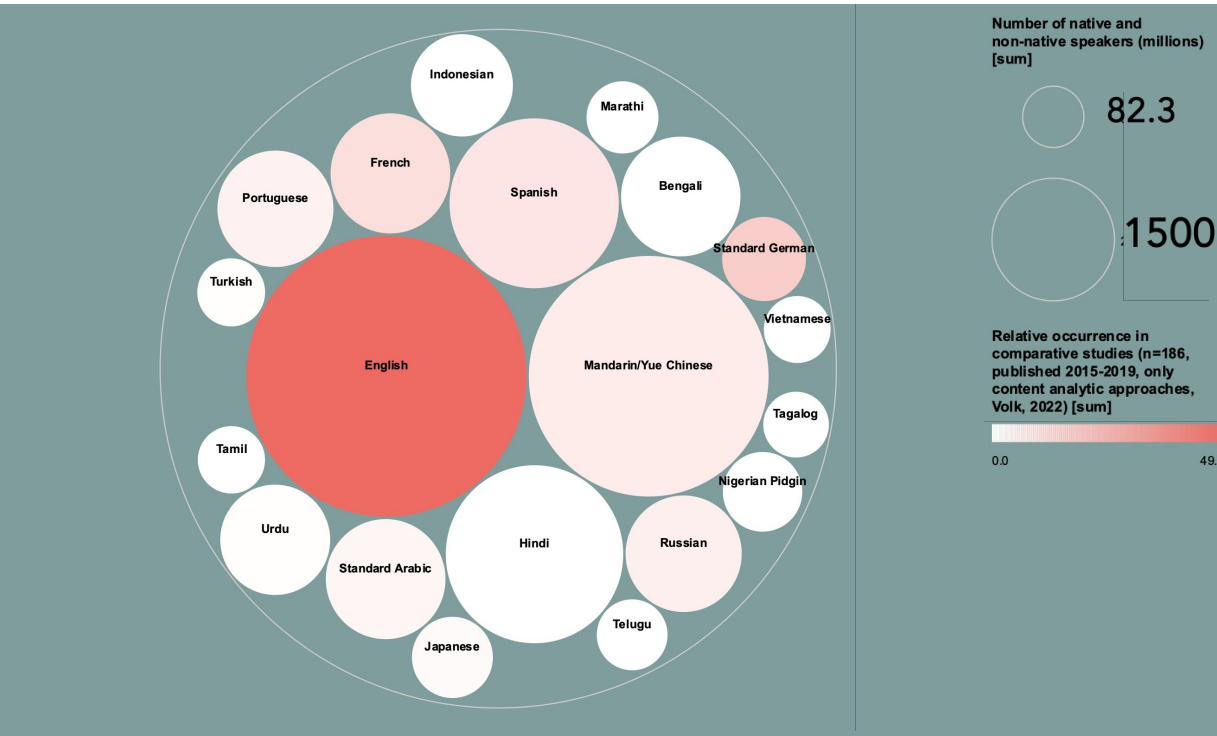 Indonesian
Marathi
French
Spanish
Bengali
Portuguese
Standard German
Turkish
Vietnamese
English
Mandarin/Yue Chinese
Tagalog
Tamil
Nigerian Pidgin
Urdu
Hindi
Russian
Standard Arabic
Telugu
Japanese
Number of native and
non-native speakers (millions)
[sum]
82.3
1500
Relative occurrence in
comparative studies (n=186,
published 2015-2019, only
content analytic approaches,
Volk, 2022) [sum]
0.0
49.